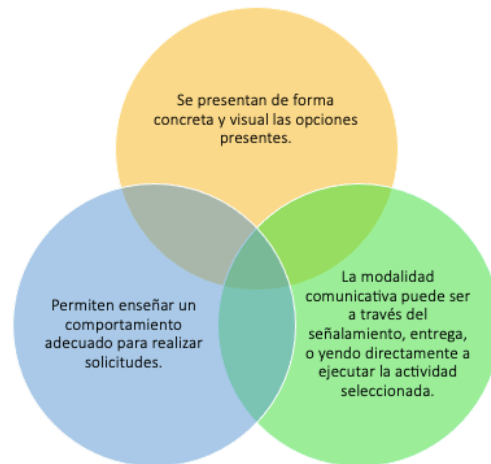 Se presentan de forma
concreta y visual las opciones
presentes.
Permiten enseñar un
comportamiento
adecuado para realizar
solicitudes.
La modalidad
comunicativa puede ser
a través del
señalamiento, entrega,
o yendo directamente a
ejecutar la actividad
seleccionada.